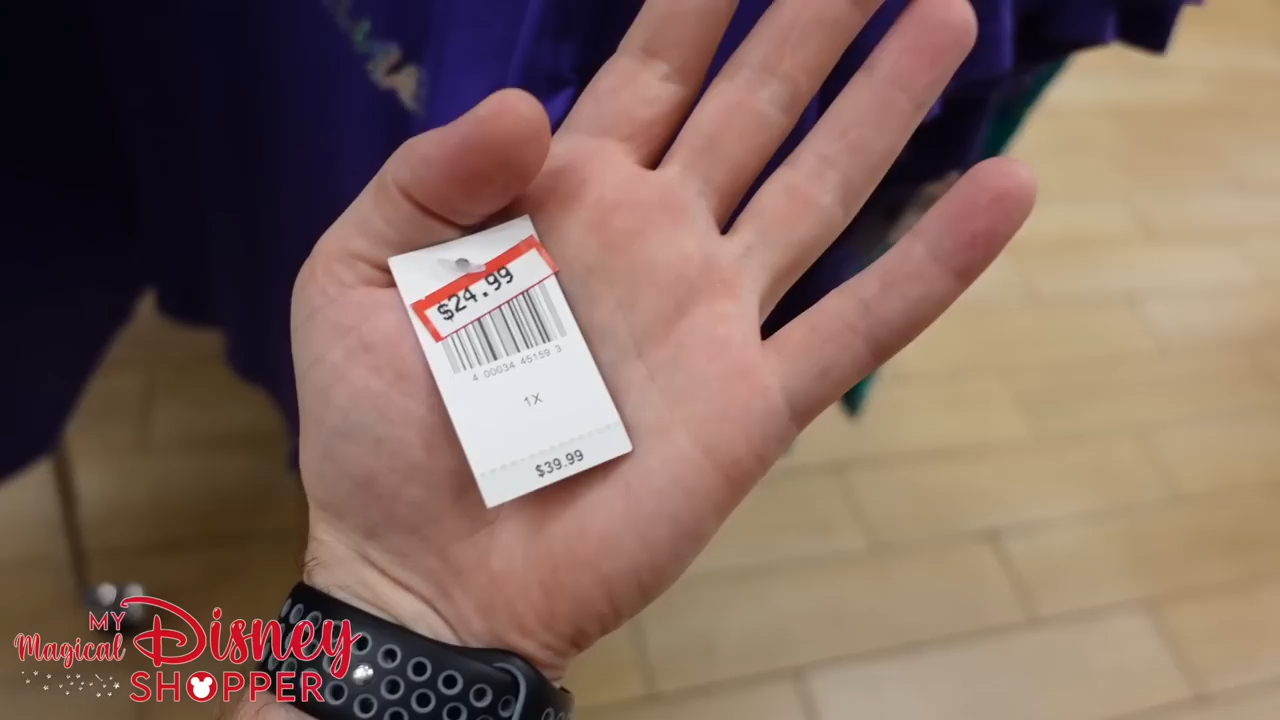 $24.99
4 00034 45159 3
1X
$39.99
MY
Magical Disney
SHOPPER